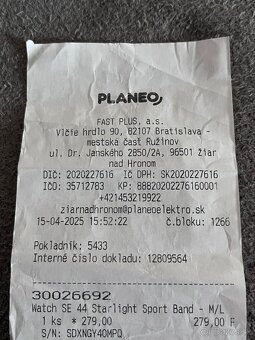 PLANEO
FAST PLUS, a.s.
Vlčie hrdlo 90, 82107 Bratislava -
mestská časť Ružinov
ul. Dr. Janského 2850/2A, 96501 Žiar
nad Hronom
DIČ: 2020227616 IČ DPH: SK2020227616
IČO: 35712783 KP: 88820202276160001
+421453219922
ziarnadhronom@planeoelektro.sk
15-04-2025 15:52:22 č.bloku: 1266
Pokladník: 5433
Interné číslo dokladu: 12809564
30026692
Watch SE 44 Starlight Sport Band - M/L
1 ks * 279,00 279,00 F
S/N: SDXNGY40MPQ